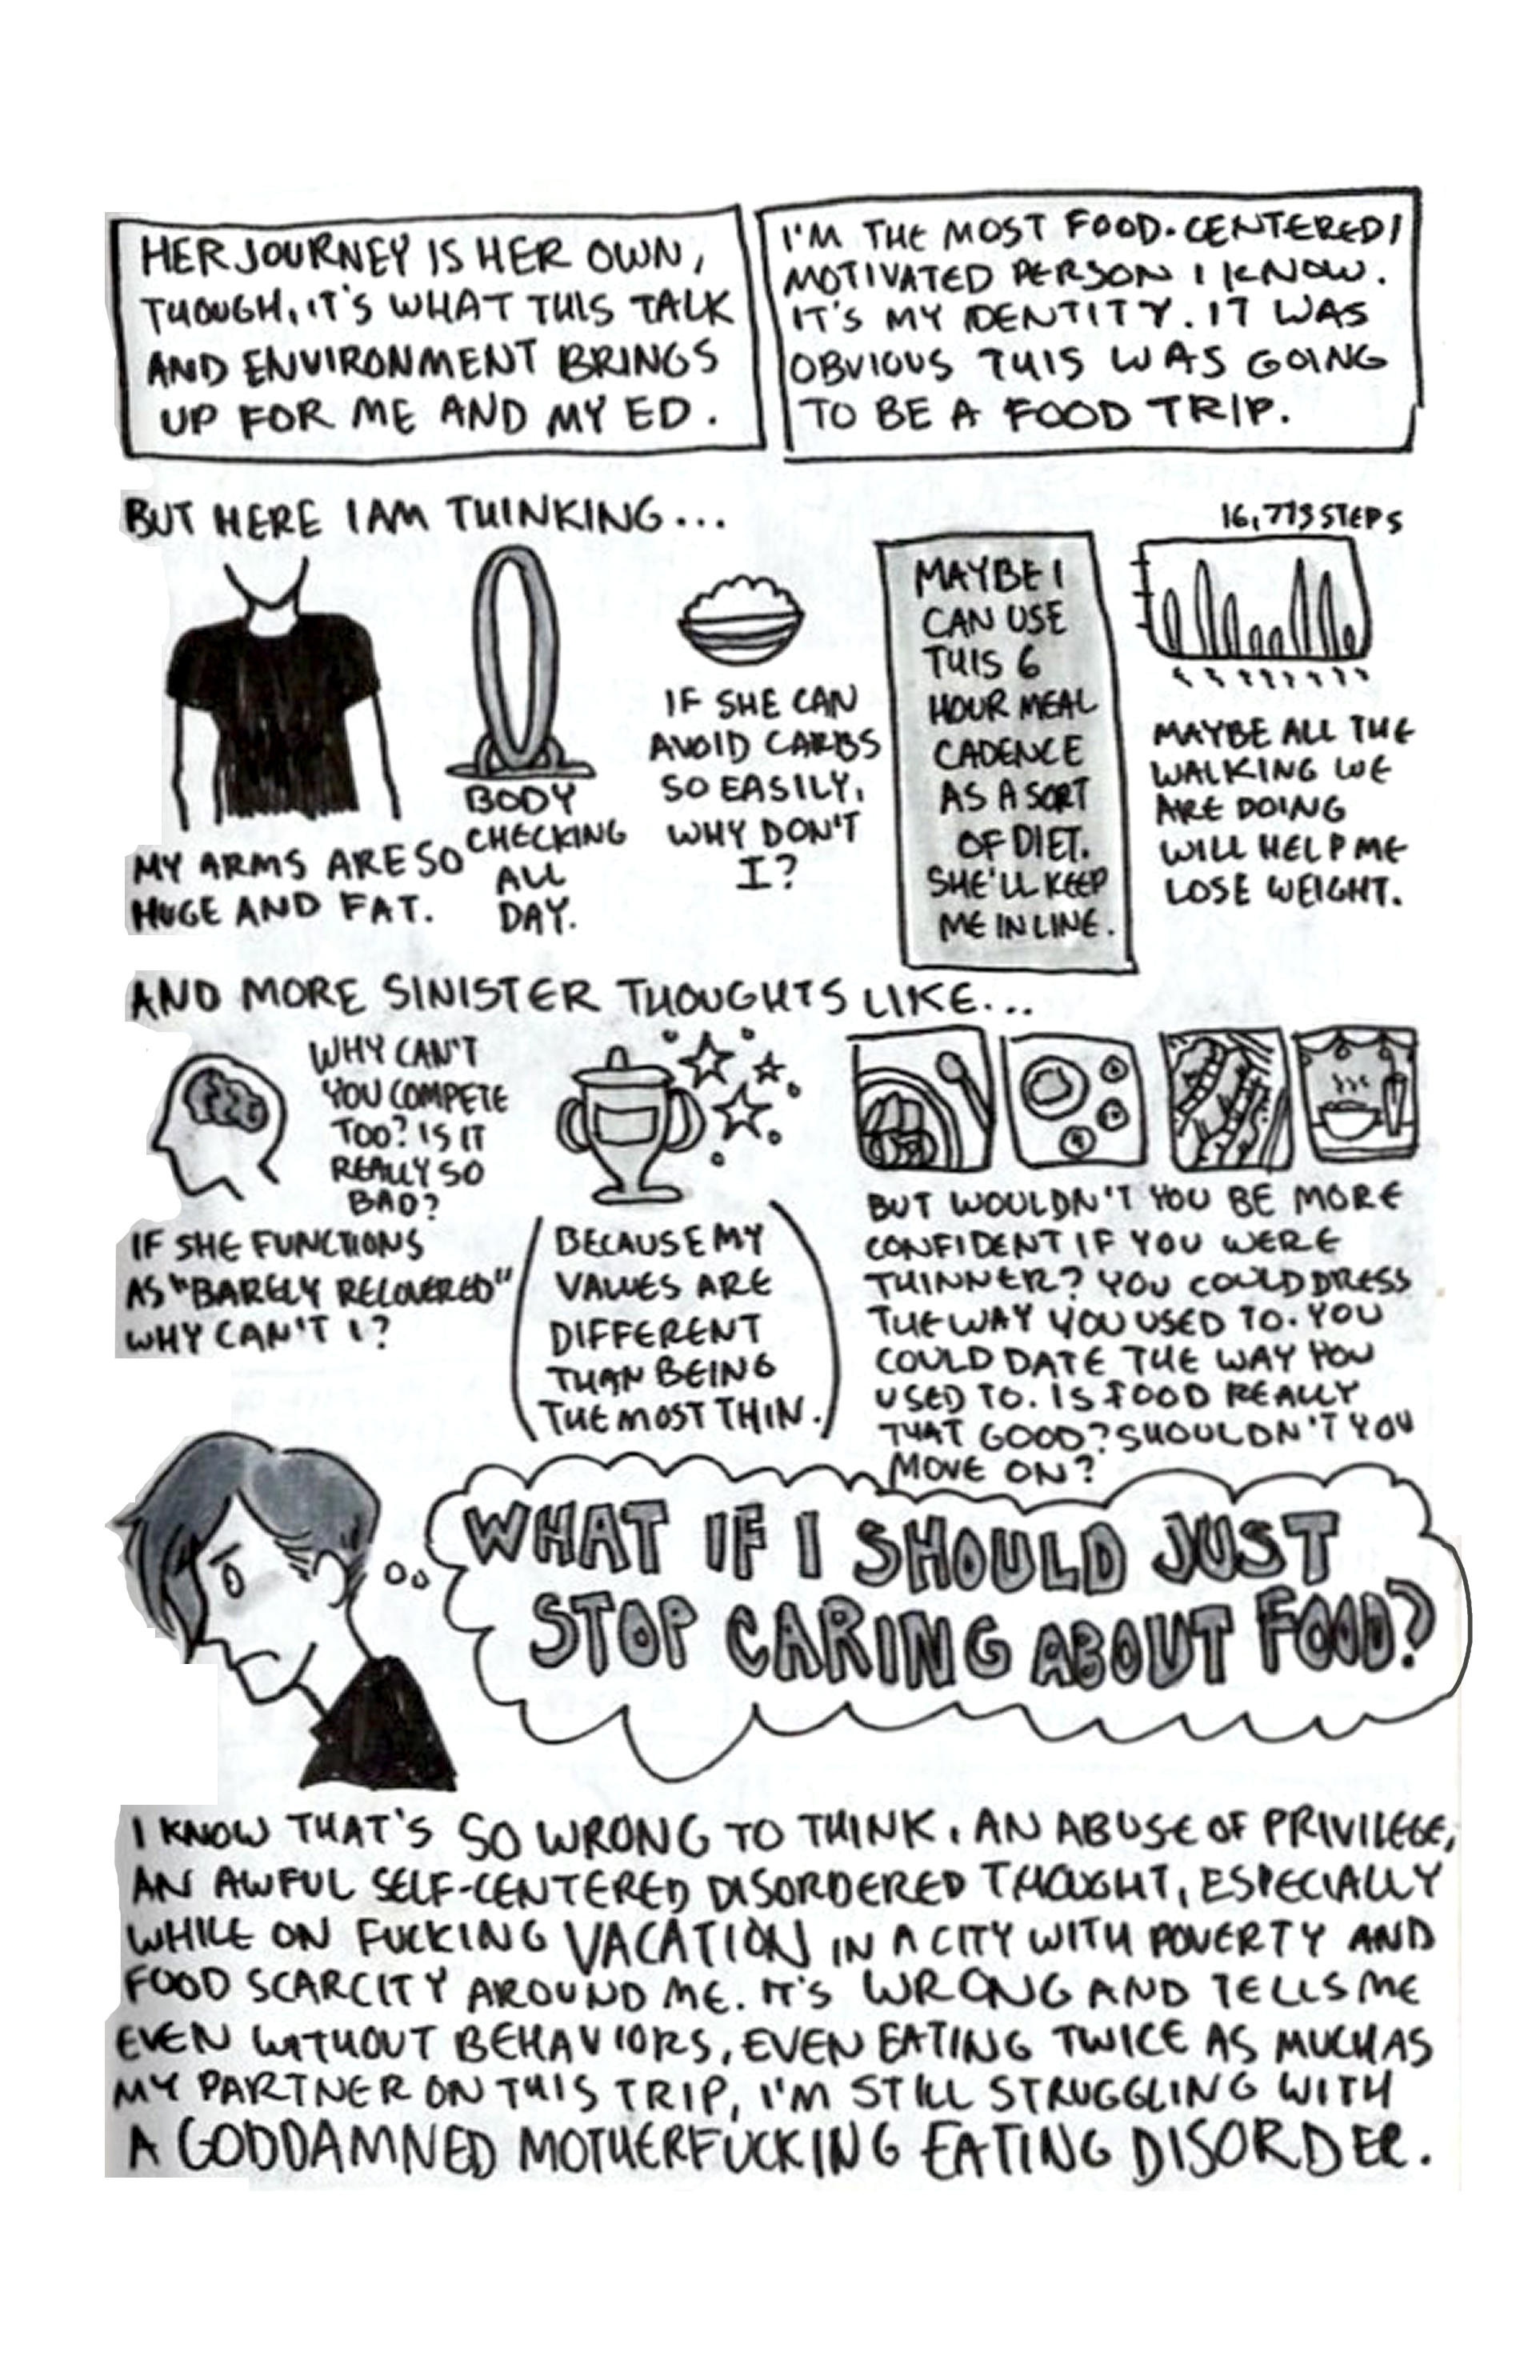 HER JOURNEY IS HER OWN,
THOUGH, IT'S WHAT THIS TALK
AND ENVIRONMENT BRINGS
UP FOR ME AND MY ED.
I'M THE MOST FOOD-CENTERED/
MOTIVATED PERSON I KNOW.
IT'S MY IDENTITY. IT WAS
OBVIOUS THIS WAS GOING
TO BE A FOOD TRIP.
BUT HERE I AM THINKING...
MY ARMS ARE SO
HUGE AND FAT.
BODY
CHECKING
ALL
DAY.
IF SHE CAN
AVOID CARBS
SO EASILY,
WHY DON'T
I?
MAYBE I
CAN USE
THIS 6
HOUR MEAL
CADENCE
AS A SORT
OF DIET.
SHE'LL KEEP
ME IN LINE.
16,773 STEPS
MAYBE ALL THE
WALKING WE
ARE DOING
WILL HELP ME
LOSE WEIGHT.
AND MORE SINISTER THOUGHTS LIKE...
WHY CAN'T
YOU COMPETE
TOO? IS IT
REALLY SO
BAD?
IF SHE FUNCTIONS
AS "BARELY RECOVERED"
WHY CAN'T I?
(BECAUSE MY
VALUES ARE
DIFFERENT
THAN BEING
THE MOST THIN.)
BUT WOULDN'T YOU BE MORE
CONFIDENT IF YOU WERE
THINNER? YOU COULD DRESS
THE WAY YOU USED TO. YOU
COULD DATE THE WAY YOU
USED TO. IS FOOD REALLY
THAT GOOD? SHOULDN'T YOU
MOVE ON?
WHAT IF I SHOULD JUST
STOP CARING ABOUT FOOD?
I KNOW THAT'S SO WRONG TO THINK. AN ABUSE OF PRIVILEGE,
AN AWFUL SELF-CENTERED DISORDERED THOUGHT, ESPECIALLY
WHILE ON FUCKING VACATION IN A CITY WITH POVERTY AND
FOOD SCARCITY AROUND ME. IT'S WRONG AND TELLS ME
EVEN WITHOUT BEHAVIORS, EVEN EATING TWICE AS MUCH AS
MY PARTNER ON THIS TRIP, I'M STILL STRUGGLING WITH
A GODDAMNED MOTHERFUCKING EATING DISORDER.